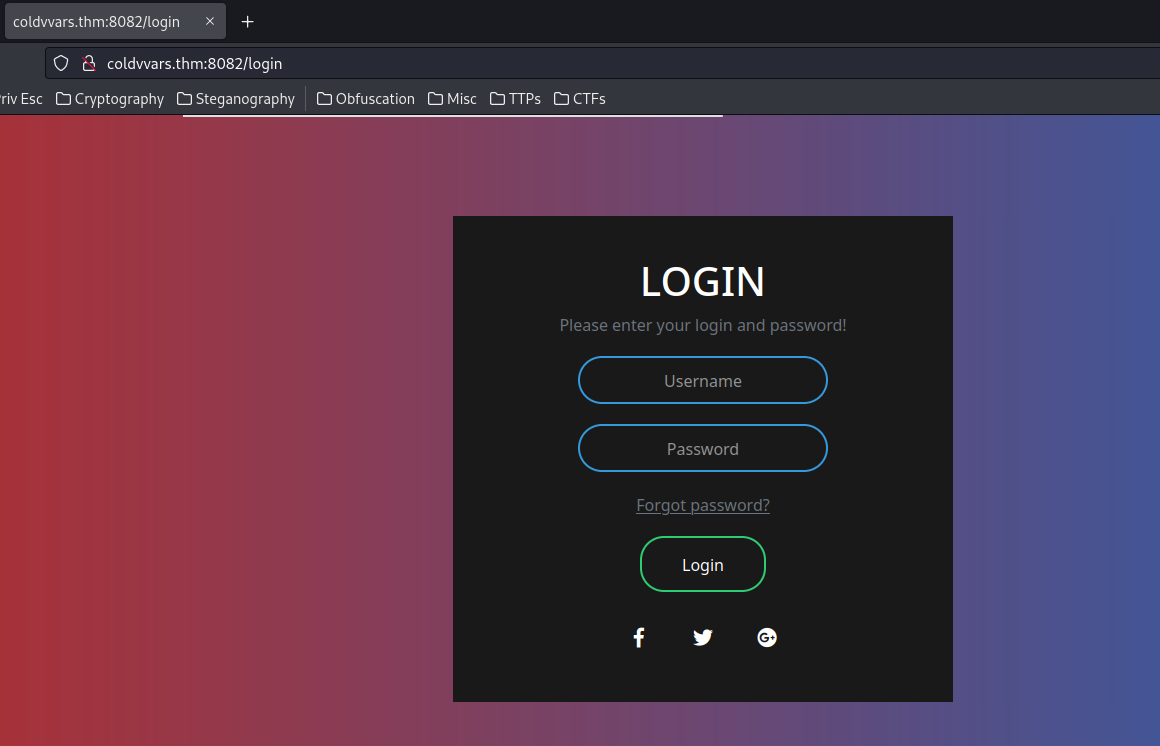 coldvvars.thm:8082/login
coldvvars.thm:8082/login
riv Esc Cryptography Steganography Obfuscation Misc TTPs CTFs
LOGIN
Please enter your login and password!
Username
Password
Forgot password?
Login